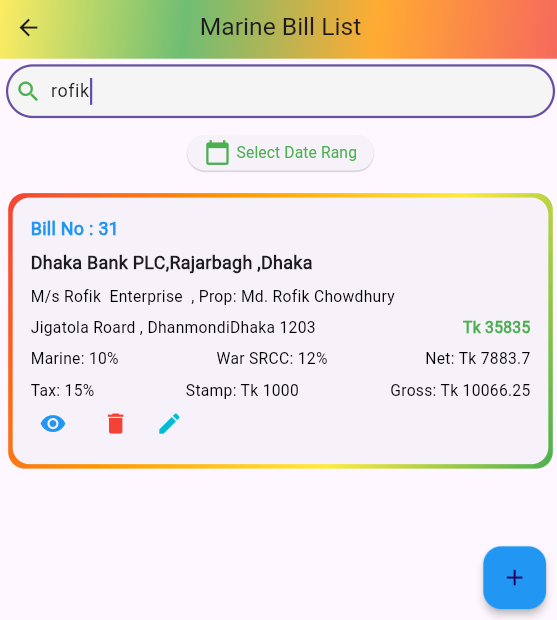 Marine Bill List
rofik
Select Date Rang
Bill No : 31
Dhaka Bank PLC,Rajarbagh ,Dhaka
M/s Rofik  Enterprise  , Prop: Md. Rofik Chowdhury
Jigatola Roard , DhanmondiDhaka 1203 Tk 35835
Marine: 10% War SRCC: 12% Net: Tk 7883.7
Tax: 15% Stamp: Tk 1000 Gross: Tk 10066.25